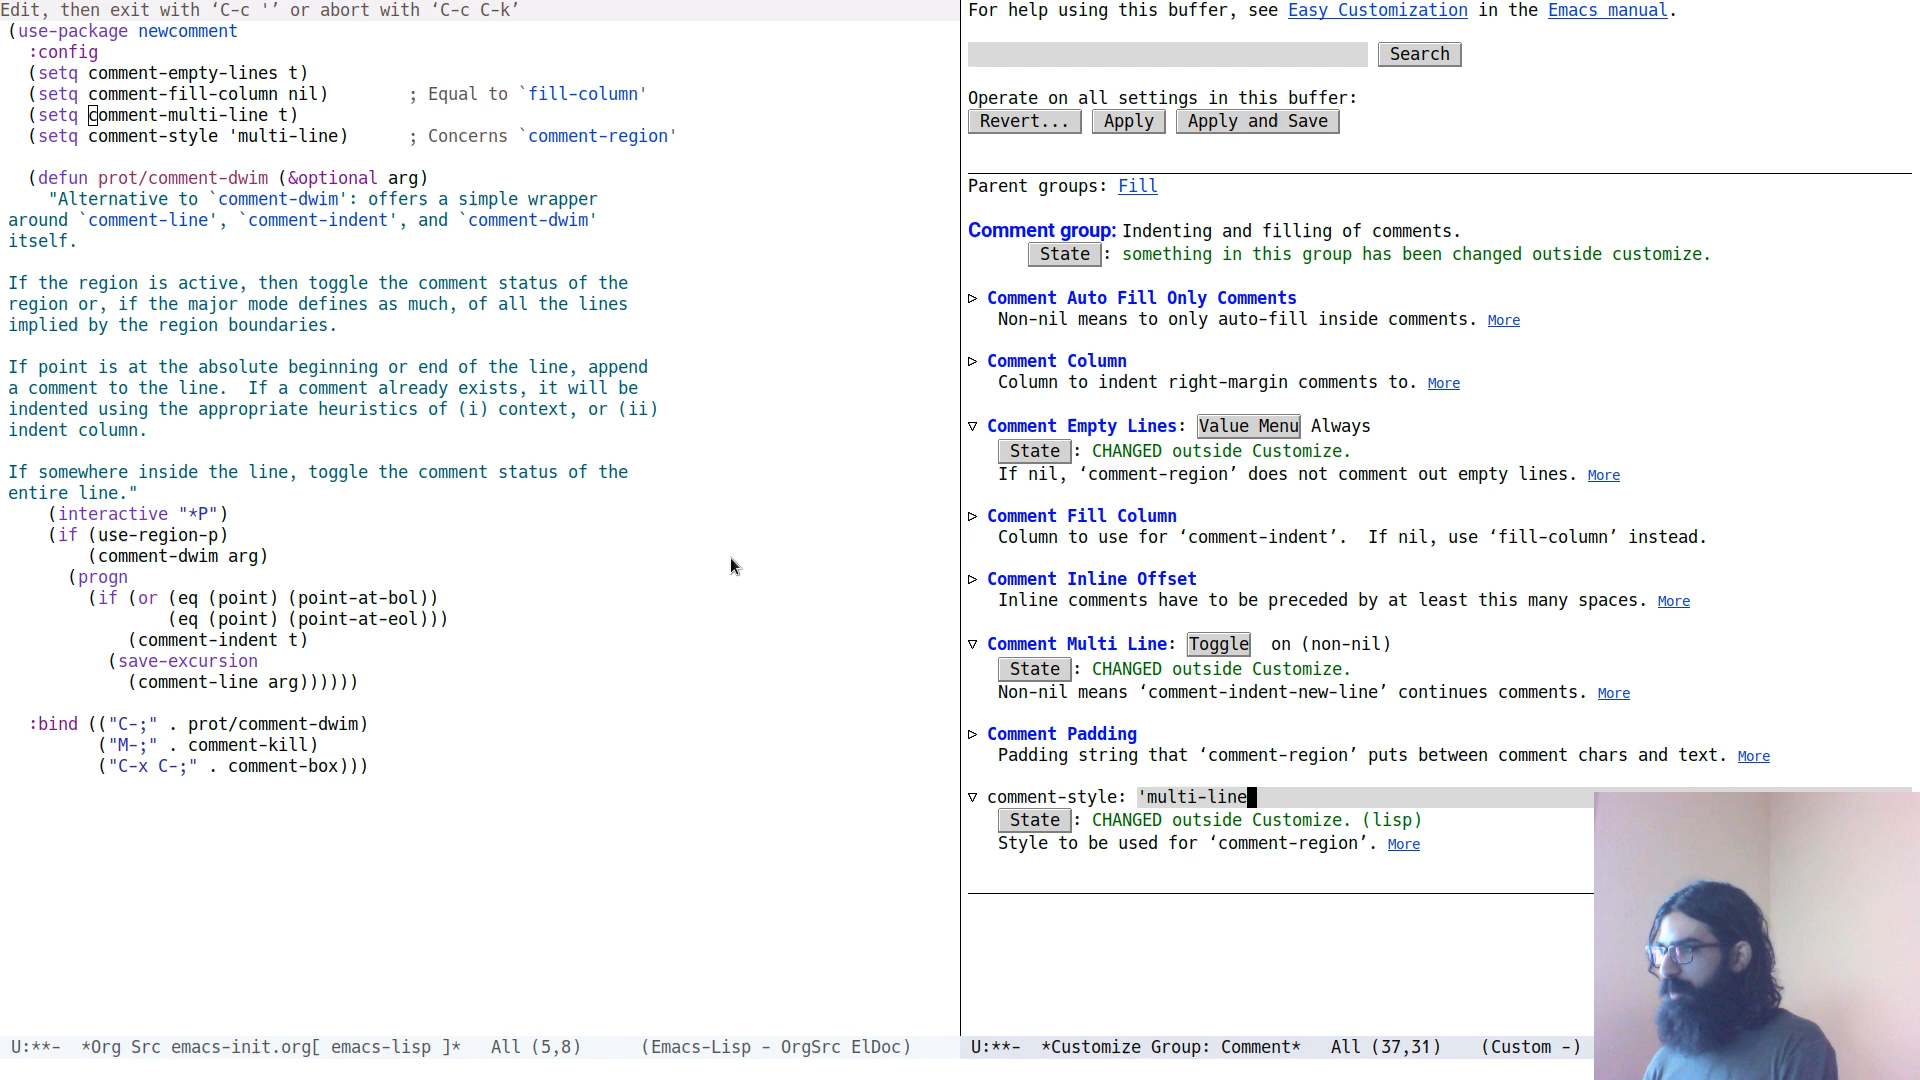 Edit, then exit with ‘C-c '’ or abort with ‘C-c C-k’
(use-package newcomment
  :config
  (setq comment-empty-lines t)
  (setq comment-fill-column nil)        ; Equal to `fill-column'
  (setq comment-multi-line t)
  (setq comment-style 'multi-line)      ; Concerns `comment-region'
  (defun prot/comment-dwim (&optional arg)
    "Alternative to `comment-dwim': offers a simple wrapper
around `comment-line', `comment-indent', and `comment-dwim'
itself.
If the region is active, then toggle the comment status of the
region or, if the major mode defines as much, of all the lines
implied by the region boundaries.
If point is at the absolute beginning or end of the line, append
a comment to the line.  If a comment already exists, it will be
indented using the appropriate heuristics of (i) context, or (ii)
indent column.
If somewhere inside the line, toggle the comment status of the
entire line."
    (interactive "*P")
    (if (use-region-p)
        (comment-dwim arg)
      (progn
        (if (or (eq (point) (point-at-bol))
                (eq (point) (point-at-eol)))
            (comment-indent t)
          (save-excursion
            (comment-line arg))))))
  :bind (("C-;" . prot/comment-dwim)
         ("M-;" . comment-kill)
         ("C-x C-;" . comment-box)))
U:**-  *Org Src emacs-init.org[ emacs-lisp ]*   All (5,8)      (Emacs-Lisp - OrgSrc ElDoc)
For help using this buffer, see Easy Customization in the Emacs manual.
Search
Operate on all settings in this buffer:
Revert... Apply Apply and Save
Parent groups: Fill
Comment group: Indenting and filling of comments.
State : something in this group has been changed outside customize.
Comment Auto Fill Only Comments
Non-nil means to only auto-fill inside comments. More
Comment Column
Column to indent right-margin comments to. More
Comment Empty Lines: Value Menu Always
State : CHANGED outside Customize.
If nil, ‘comment-region’ does not comment out empty lines. More
Comment Fill Column
Column to use for ‘comment-indent’.  If nil, use ‘fill-column’ instead.
Comment Inline Offset
Inline comments have to be preceded by at least this many spaces. More
Comment Multi Line: Toggle  on (non-nil)
State : CHANGED outside Customize.
Non-nil means ‘comment-indent-new-line’ continues comments. More
Comment Padding
Padding string that ‘comment-region’ puts between comment chars and text. More
comment-style: 'multi-line
State : CHANGED outside Customize. (lisp)
Style to be used for ‘comment-region’. More
U:**-  *Customize Group: Comment*   All (37,31)    (Custom -)